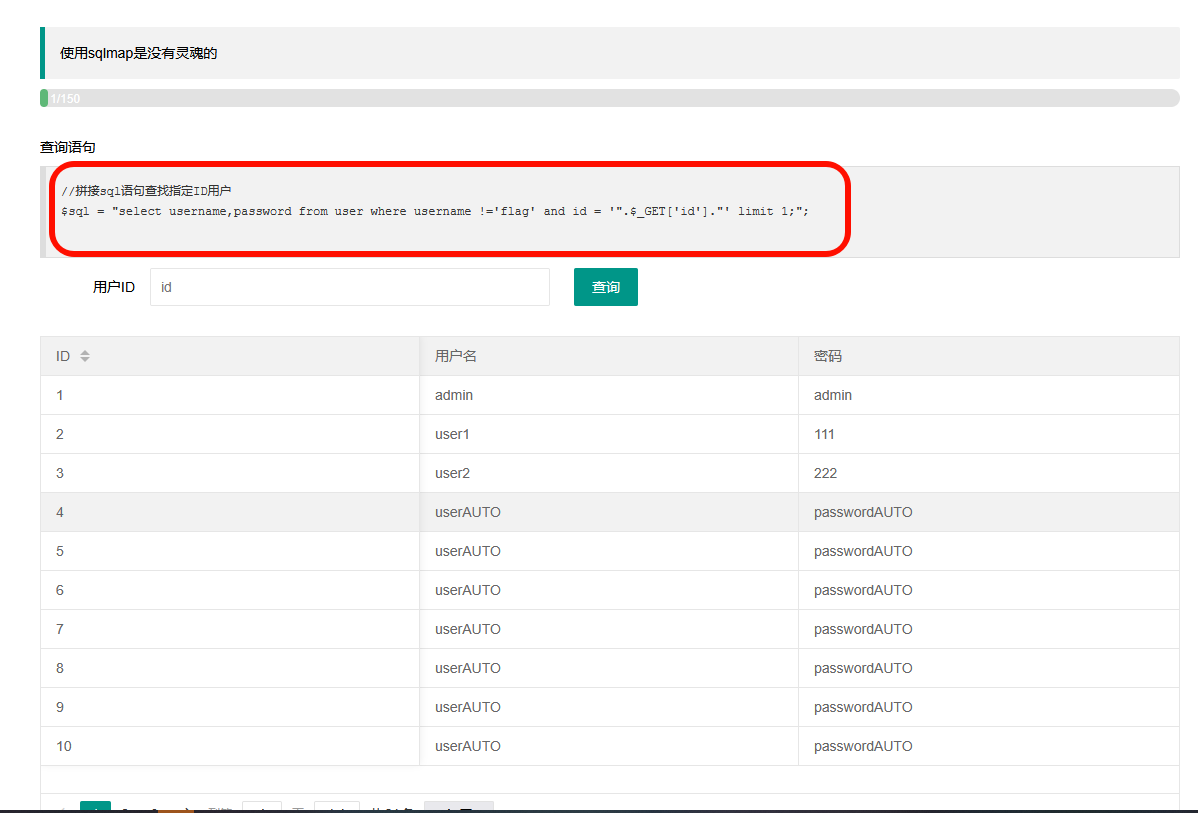 使用sqlmap是没有灵魂的
1/150
查询语句
//拼接sql语句查找指定ID用户
$sql = "select username,password from user where username !='flag' and id = '".$_GET['id']."' limit 1;";
用户ID id 查询
ID 用户名 密码
1 admin admin
2 user1 111
3 user2 222
4 userAUTO passwordAUTO
5 userAUTO passwordAUTO
6 userAUTO passwordAUTO
7 userAUTO passwordAUTO
8 userAUTO passwordAUTO
9 userAUTO passwordAUTO
10 userAUTO passwordAUTO